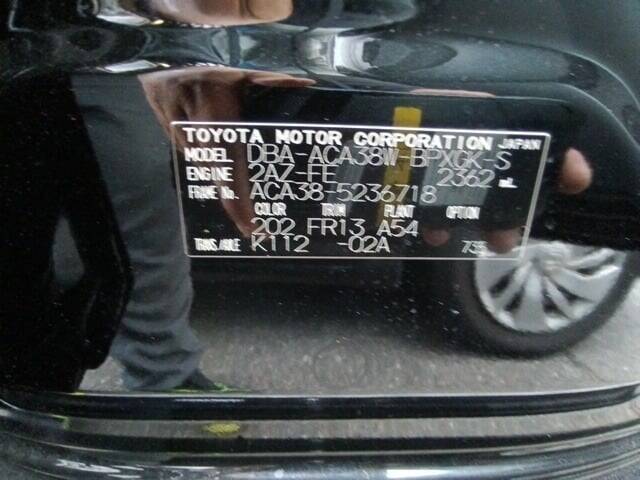 TOYOTA MOTOR CORPORATION JAPAN
MODEL DBA-ACA38W-BPXGK-S
ENGINE 2AZ-FE 2362 mL
FRAME No. ACA38-5236718
COLOR TRIM PLANT OPTION
202 FR13 A54
TRANS/AXLE K112 -02A